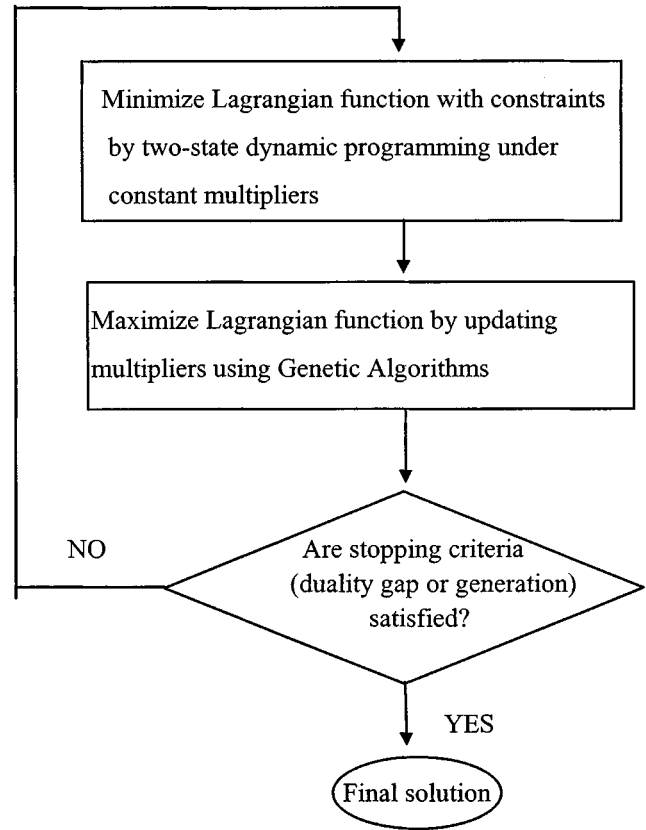 Minimize Lagrangian function with constraints
by two-state dynamic programming under
constant multipliers
Maximize Lagrangian function by updating
multipliers using Genetic Algorithms
Are stopping criteria
(duality gap or generation)
satisfied?
NO
YES
Final solution